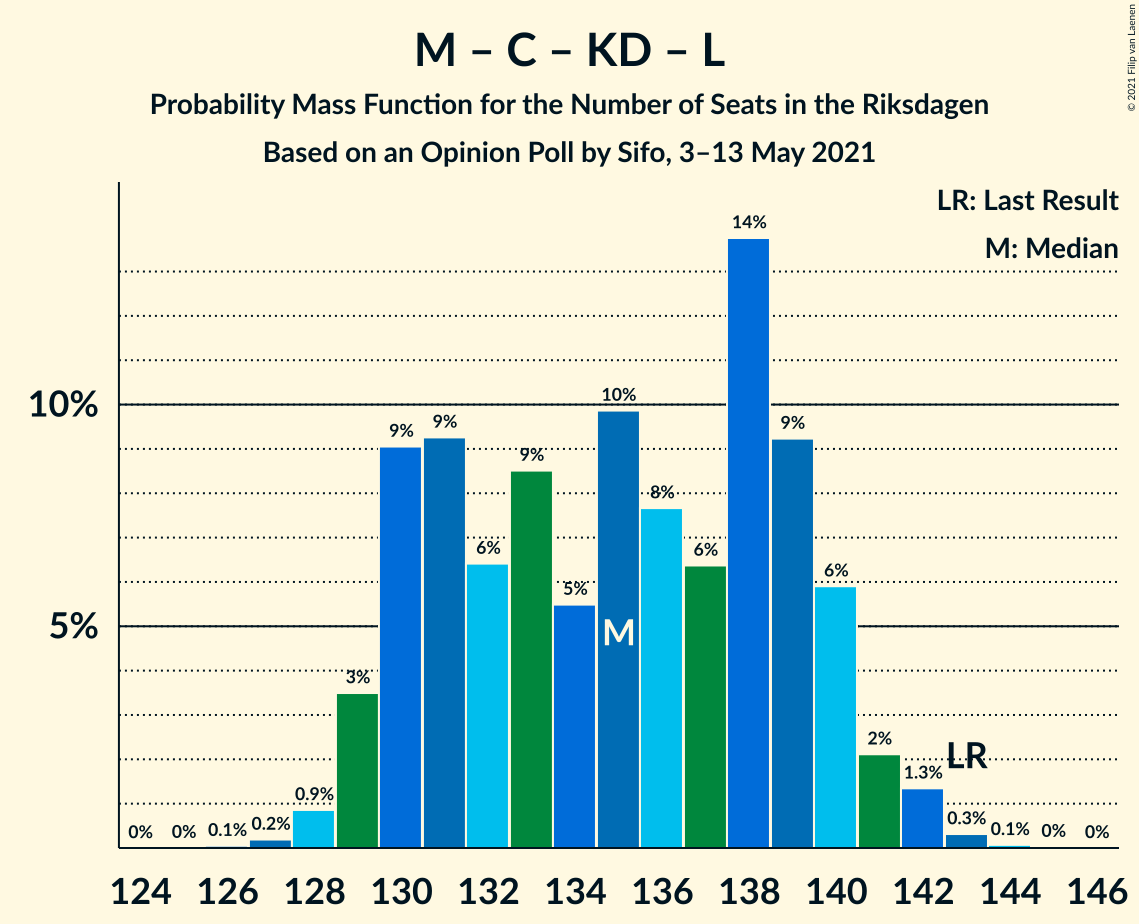 M – C – KD – L
Probability Mass Function for the Number of Seats in the Riksdagen
Based on an Opinion Poll by Sifo, 3–13 May 2021
© 2021 Filip van Laenen
LR: Last Result
M: Median
10%
5%
0%
0%
0.1%
0.2%
0.9%
3%
9%
9%
6%
9%
5%
10%
M
8%
6%
14%
9%
6%
2%
1.3%
LR
0.3%
0.1%
0%
0%
124 126 128 130 132 134 136 138 140 142 144 146